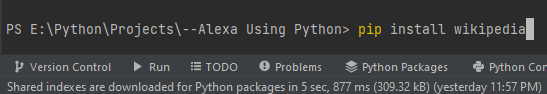 PS E:\Python\Projects\--Alexa Using Python> pip install wikipedia
Version Control Run TODO Problems Python Packages Python Console
Shared indexes are downloaded for Python packages in 5 sec, 877 ms (309.32 kB) (yesterday 11:57 PM)